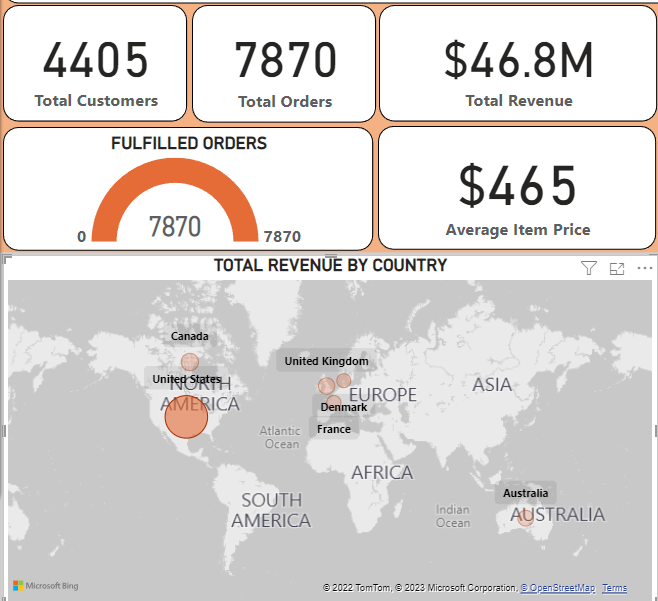 4405
Total Customers
7870
Total Orders
$46.8M
Total Revenue
FULFILLED ORDERS
7870
0
7870
$465
Average Item Price
TOTAL REVENUE BY COUNTRY
Canada
United States
NORTH
AMERICA
United Kingdom
EUROPE
Denmark
France
ASIA
Atlantic
Ocean
AFRICA
SOUTH
AMERICA
Indian
Ocean
Australia
AUSTRALIA
Microsoft Bing
© 2022 TomTom, © 2023 Microsoft Corporation, © OpenStreetMap Terms